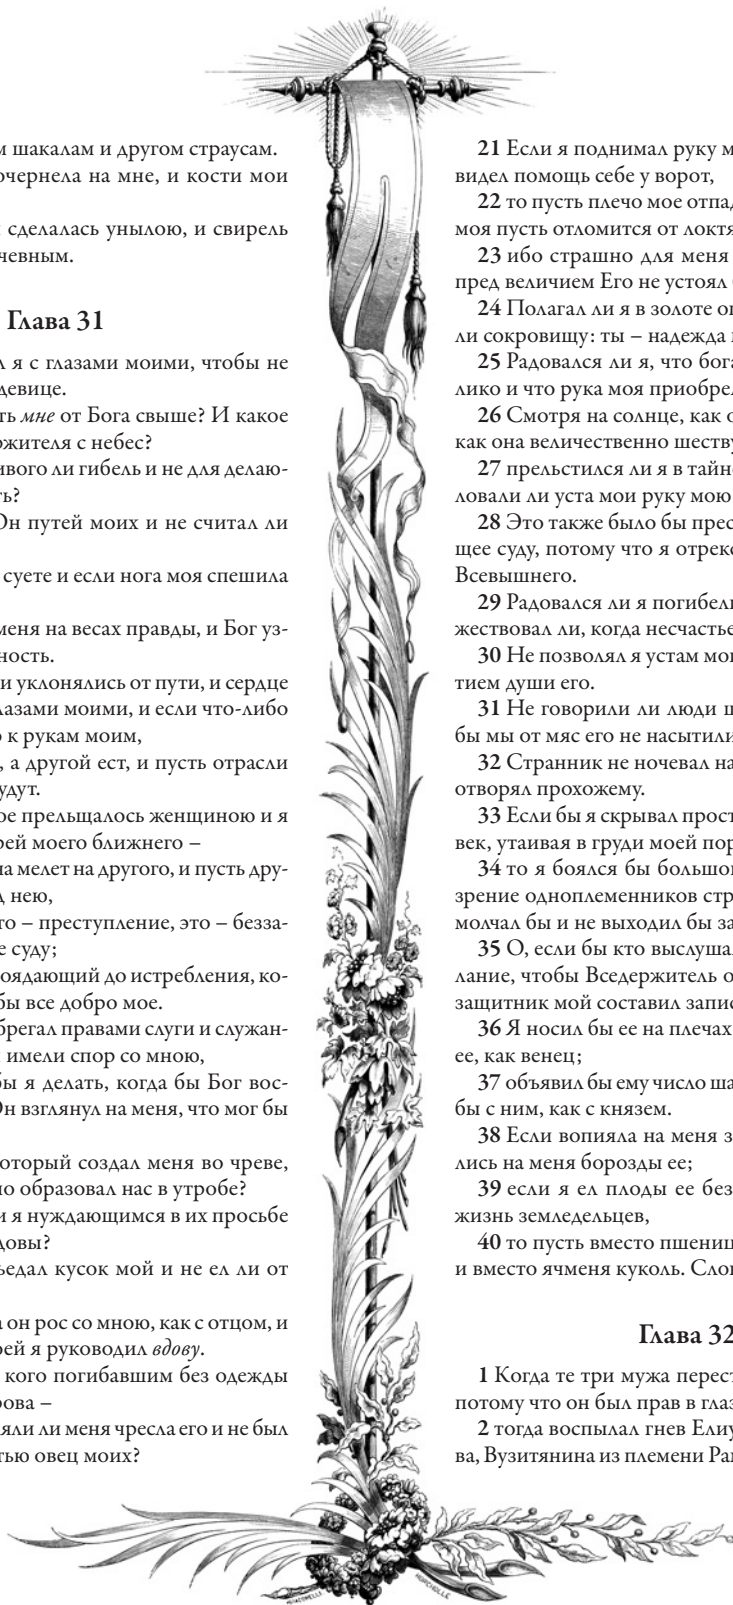 м шакалам и другом страусам.
очернела на мне, и кости мои
сделалась унылою, и свирель
чевным.
Глава 31
л я с глазами моими, чтобы не
девице.
ть мне от Бога свыше? И какое
ржителя с небес?
ивого ли гибель и не для делаю-
ть?
Он путей моих и не считал ли
суете и если нога моя спешила
меня на весах правды, и Бог уз-
ность.
и уклонялись от пути, и сердце
лазами моими, и если что-либо
о к рукам моим,
, а другой ест, и пусть отрасли
удут.
ое прельщалось женщиною и я
рей моего ближнего –
на мелет на другого, и пусть дру-
д нею,
то – преступление, это – безза-
е суду;
оядающий до истребления, ко-
бы все добро мое.
брегал правами слуги и служан-
и имели спор со мною,
бы я делать, когда бы Бог вос-
Он взглянул на меня, что мог бы
оторый создал меня во чреве,
но образовал нас в утробе?
и я нуждающимся в их просьбе
довы?
ъедал кусок мой и не ел ли от
а он рос со мною, как с отцом, и
рей я руководил вдову.
кого погибавшим без одежды
рова –
яли ли меня чресла его и не был
тью овец моих?
21 Если я поднимал руку м
видел помощь себе у ворот,
22 то пусть плечо мое отпад
моя пусть отломится от локтя
23 ибо страшно для меня
пред величием Его не устоял
24 Полагал ли я в золоте о
ли сокровищу: ты – надежда
25 Радовался ли я, что бога
лико и что рука моя приобре
26 Смотря на солнце, как
как она величественно шеству
27 прельстился ли я в тайн
ловали ли уста мои руку мою
28 Это также было бы прес
щее суду, потому что я отрек
Всевышнего.
29 Радовался ли я погибел
жествовал ли, когда несчастье
30 Не позволял я устам мо
тием души его.
31 Не говорили ли люди ш
бы мы от мяс его не насытили
32 Странник не ночевал на
отворял прохожему.
33 Если бы я скрывал прост
век, утаивая в груди моей пор
34 то я боялся бы большо
зрение одноплеменников стр
молчал бы и не выходил бы за
35 О, если бы кто выслуша
лание, чтобы Вседержитель о
защитник мой составил запис
36 Я носил бы ее на плечах
ее, как венец;
37 объявил бы ему число ша
бы с ним, как с князем.
38 Если вопияла на меня з
лись на меня борозды ее;
39 если я ел плоды ее без
жизнь земледельцев,
40 то пусть вместо пшениц
и вместо ячменя куколь. Сло
Глава 32
1 Когда те три мужа перест
потому что он был прав в глаз
2 тогда воспылал гнев Елиу
ва, Вузитянина из племени Ра